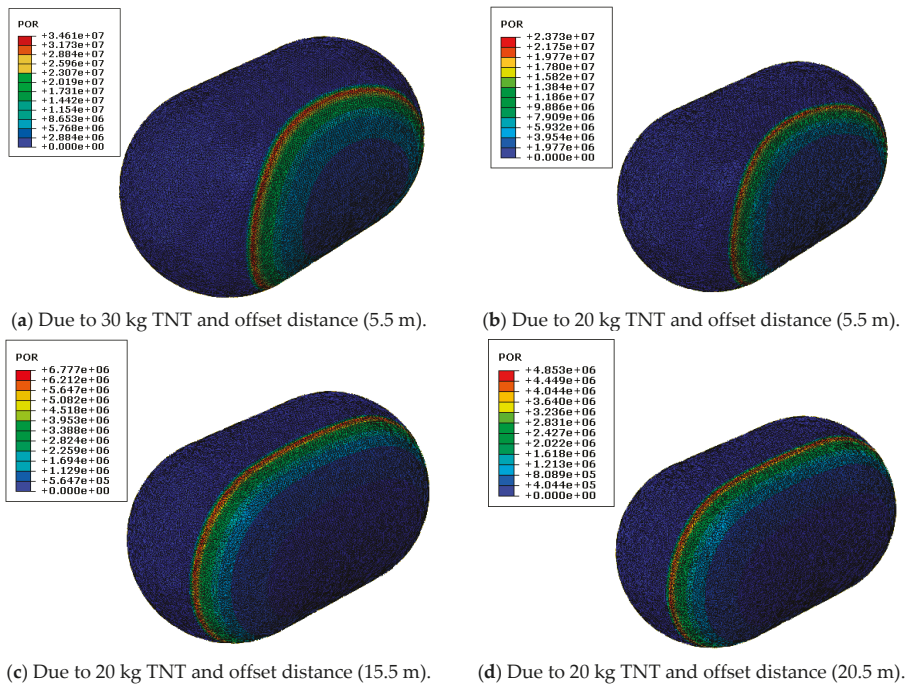 POR
+3.461e+07
+3.173e+07
+2.884e+07
+2.596e+07
+2.307e+07
+2.019e+07
+1.731e+07
+1.442e+07
+1.154e+07
+8.653e+06
+5.768e+06
+2.884e+06
+0.000e+00
POR
+2.373e+07
+2.175e+07
+1.977e+07
+1.780e+07
+1.582e+07
+1.384e+07
+1.186e+07
+9.886e+06
+7.909e+06
+5.932e+06
+3.954e+06
+1.977e+06
+0.000e+00
(a) Due to 30 kg TNT and offset distance (5.5 m).
(b) Due to 20 kg TNT and offset distance (5.5 m).
POR
+6.777e+06
+6.212e+06
+5.647e+06
+5.082e+06
+4.518e+06
+3.953e+06
+3.388e+06
+2.824e+06
+2.259e+06
+1.694e+06
+1.129e+06
+5.647e+05
+0.000e+00
POR
+4.853e+06
+4.449e+06
+4.044e+06
+3.640e+06
+3.236e+06
+2.831e+06
+2.427e+06
+2.022e+06
+1.618e+06
+1.213e+06
+8.089e+05
+4.044e+05
+0.000e+00
(c) Due to 20 kg TNT and offset distance (15.5 m).
(d) Due to 20 kg TNT and offset distance (20.5 m).